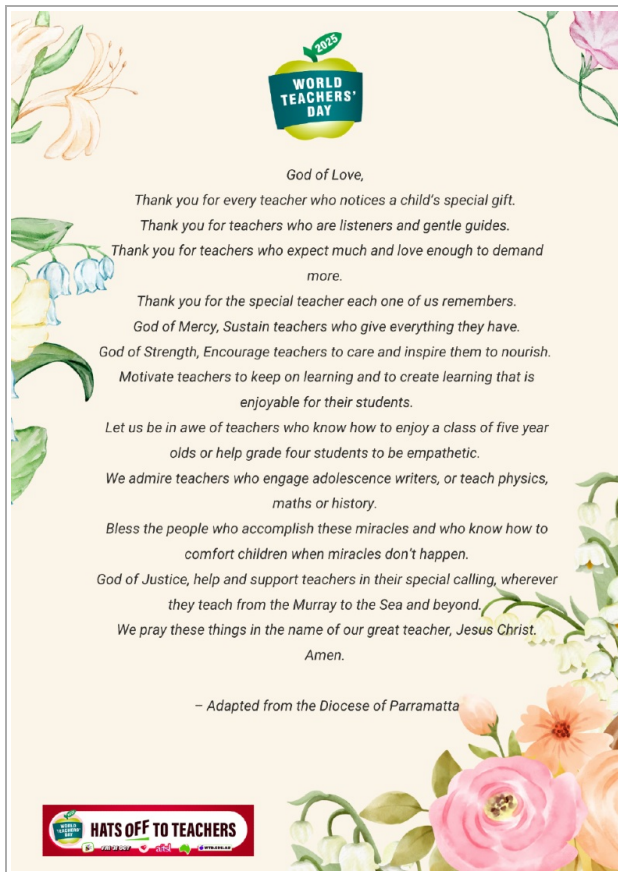 2025
WORLD
TEACHERS'
DAY
God of Love,
Thank you for every teacher who notices a child's special gift.
Thank you for teachers who are listeners and gentle guides.
Thank you for teachers who expect much and love enough to demand
more.
Thank you for the special teacher each one of us remembers.
God of Mercy, Sustain teachers who give everything they have.
God of Strength, Encourage teachers to care and inspire them to nourish.
Motivate teachers to keep on learning and to create learning that is
enjoyable for their students.
Let us be in awe of teachers who know how to enjoy a class of five year
olds or help grade four students to be empathetic.
We admire teachers who engage adolescence writers, or teach physics,
maths or history.
Bless the people who accomplish these miracles and who know how to
comfort children when miracles don't happen.
God of Justice, help and support teachers in their special calling, wherever
they teach from the Murray to the Sea and beyond.
We pray these things in the name of our great teacher, Jesus Christ.
Amen.
– Adapted from the Diocese of Parramatta
WORLD
TEACHERS'
DAY
HATS OFF TO TEACHERS